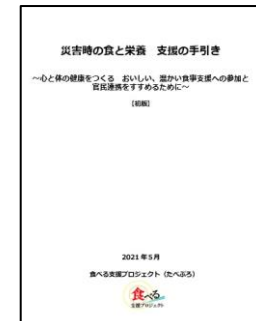 災害時の食と栄養　支援の手引き
～心と体の健康をつくる　おいしい、温かい食事支援への参加と
官民連携をすすめるために～
【初版】
2021年5月
食べる支援プロジェクト（たべぷろ）
食べる
支援プロジェクト